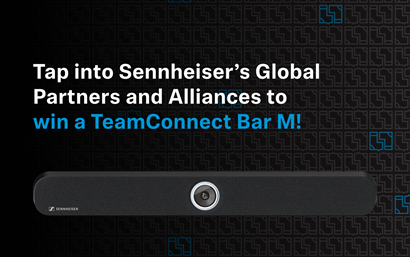 Tap into Sennheiser’s Global
Partners and Alliances to
win a TeamConnect Bar M!
SENNHEISER